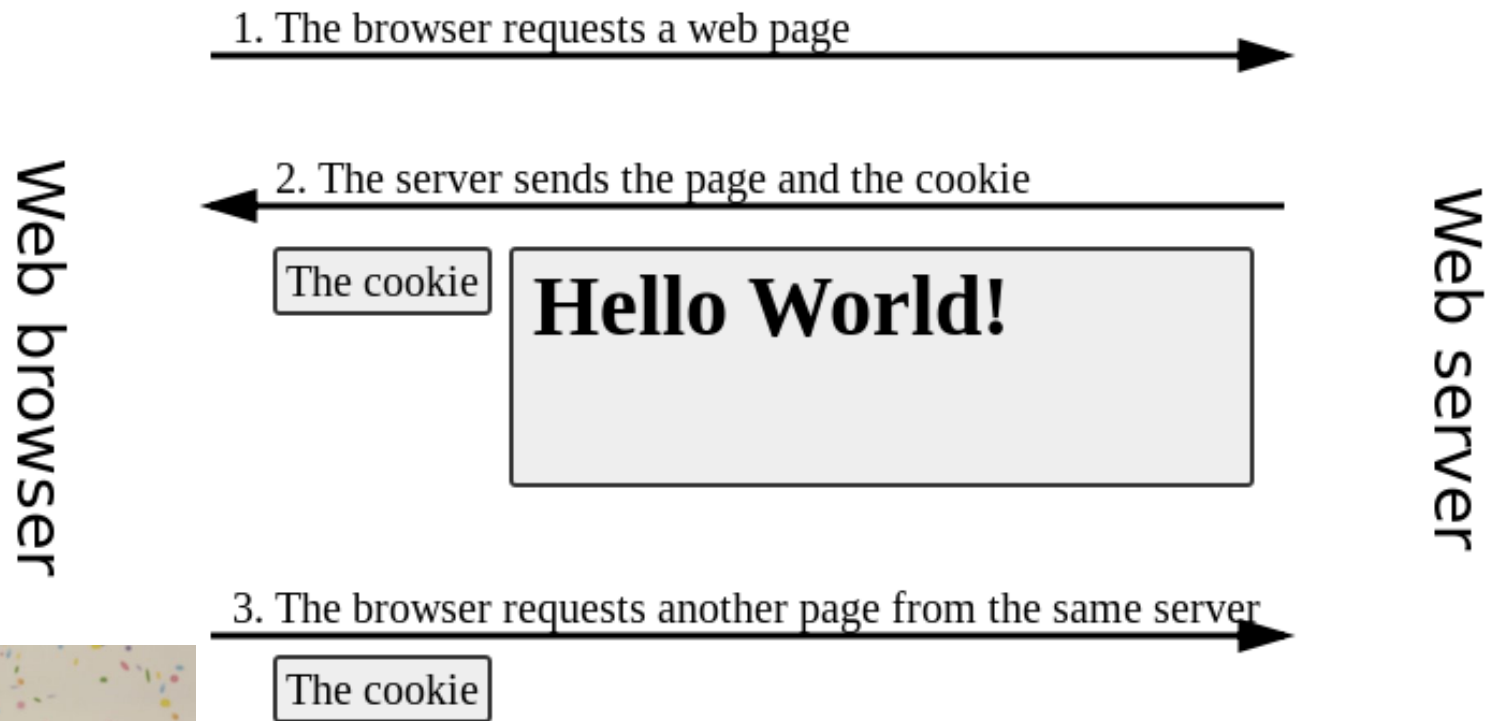 1. The browser requests a web page
2. The server sends the page and the cookie
The cookie
Hello World!
Web browser
Web server
3. The browser requests another page from the same server
The cookie